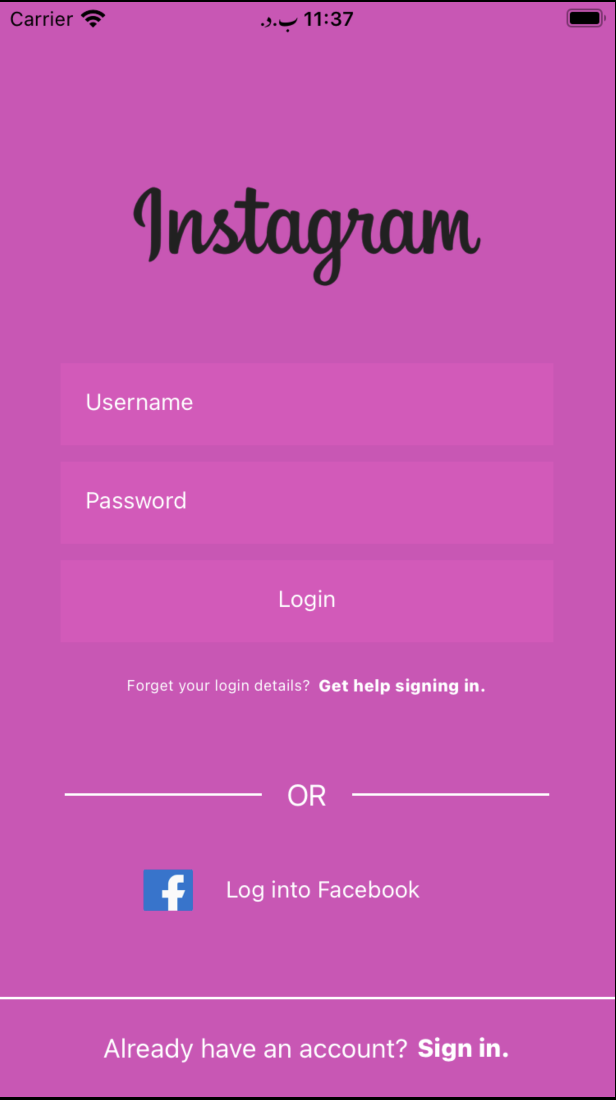 Carrier
11:37 ب.د.
Instagram
Username
Password
Login
Forget your login details? Get help signing in.
OR
f
Log into Facebook
Already have an account? Sign in.